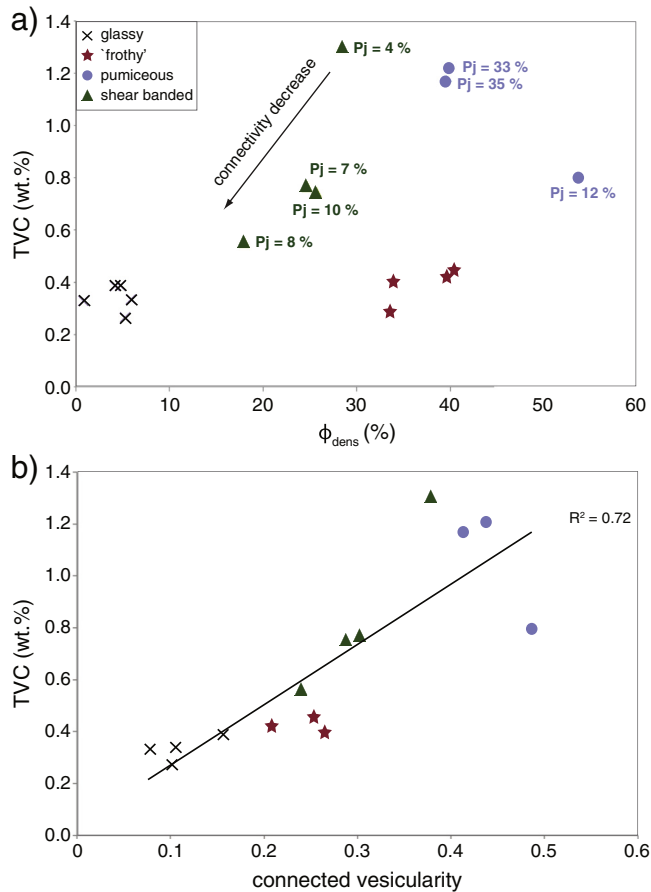 a)
1.4
1.2
1.0
0.8
0.6
0.4
0.2
0.0
TVC (wt.%)
glassy
`frothy’
pumiceous
shear banded
connectivity decrease
Pj = 4 %
Pj = 33 %
Pj = 35 %
Pj = 7 %
Pj = 10 %
Pj = 12 %
Pj = 8 %
0 10 20 30 40 50 60
ϕdens (%)
b)
1.4
1.2
1.0
0.8
0.6
0.4
0.2
0.0
TVC (wt.%)
R² = 0.72
0 0.1 0.2 0.3 0.4 0.5 0.6
connected vesicularity